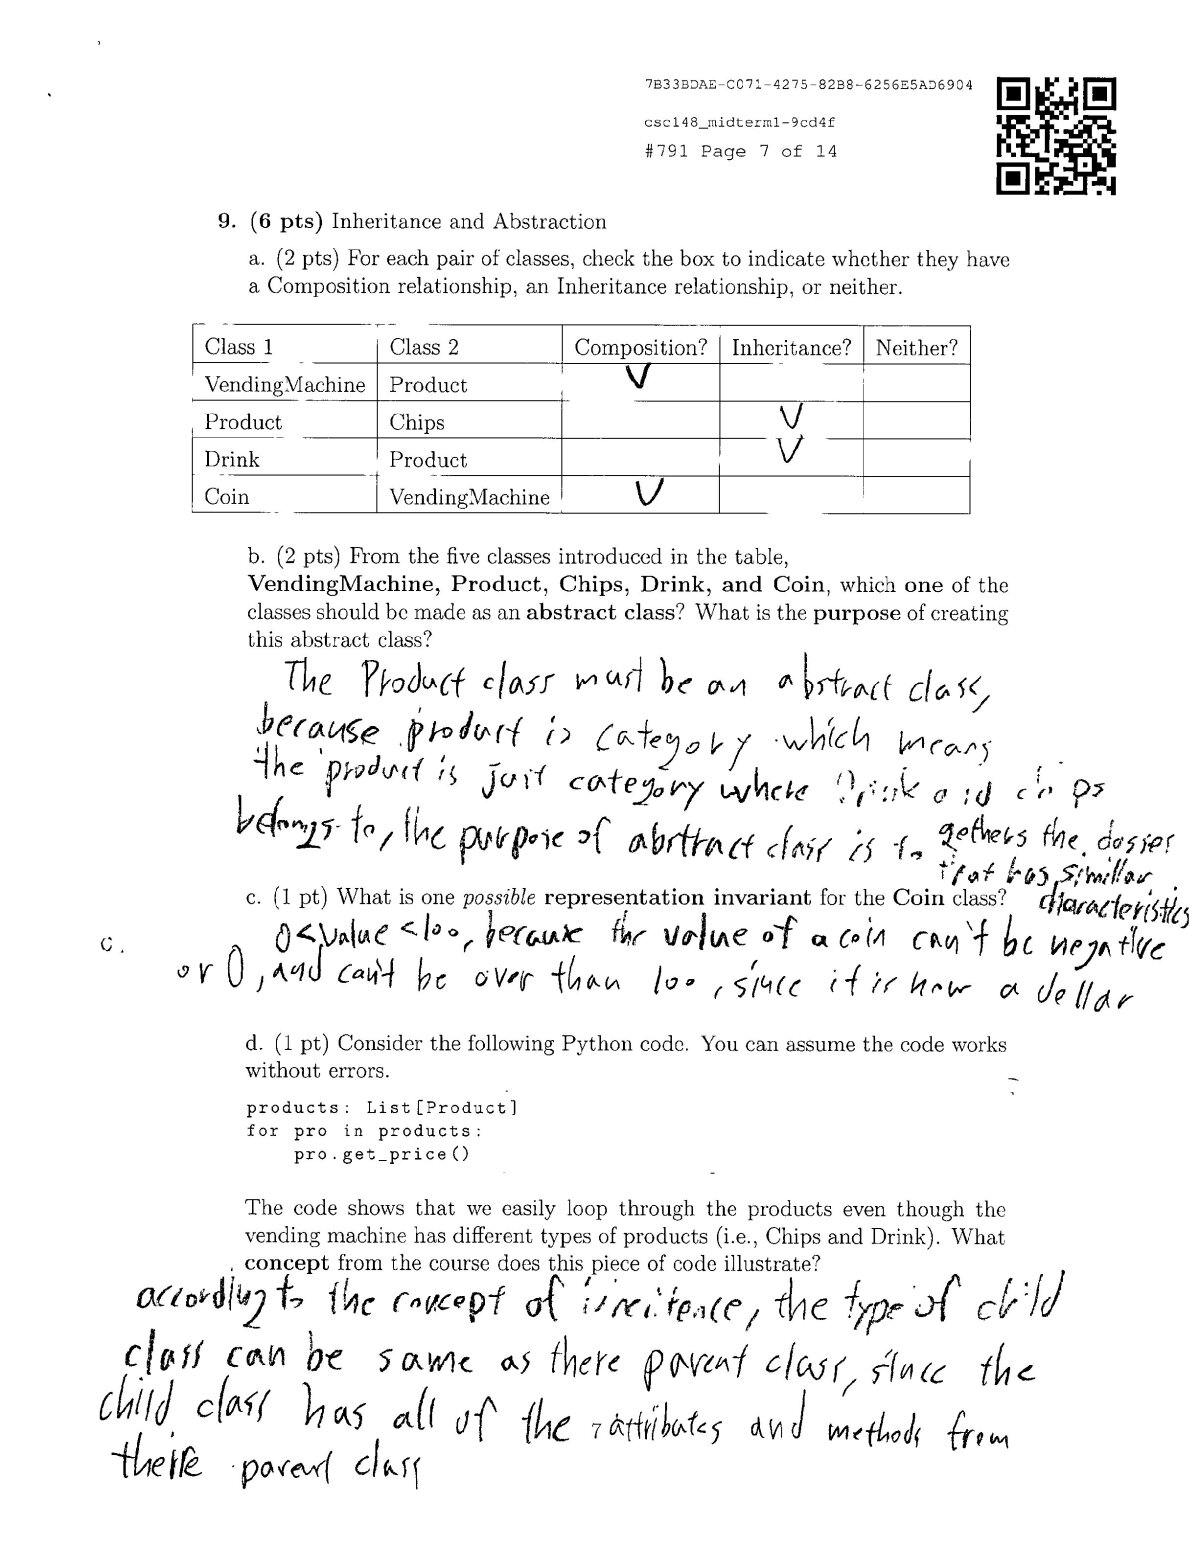 7B33BDAE-C071-4275-82B8-6256E5AD6904
csc148_midterm1-9cd4f
#791 Page 7 of 14
9. (6 pts) Inheritance and Abstraction
a. (2 pts) For each pair of classes, check the box to indicate whether they have
a Composition relationship, an Inheritance relationship, or neither.
Class 1 Class 2 Composition? Inheritance? Neither?
VendingMachine Product V
Product Chips V
Drink Product V
Coin VendingMachine V
b. (2 pts) From the five classes introduced in the table,
VendingMachine, Product, Chips, Drink, and Coin, which one of the
classes should be made as an abstract class? What is the purpose of creating
this abstract class?
The Product class must be an abstract class,
because product is category which means
the product is just category where Drink and chips
belongs to, the purpose of abrttract class is to gethers the classes
that has simillar
c. (1 pt) What is one possible representation invariant for the Coin class?
characteristics
c. 0<value<100, because the value of a coin can't be negative
or 0, and can't be over than 100, since it is now a dollar
d. (1 pt) Consider the following Python code. You can assume the code works
without errors.
products: List[Product]
for pro in products:
pro.get_price()
The code shows that we easily loop through the products even though the
vending machine has different types of products (i.e., Chips and Drink). What
concept from the course does this piece of code illustrate?
according to the concept of the type of child
class can be same as there parent class, since the
child class has all of the attributes and methods from
theire parent class